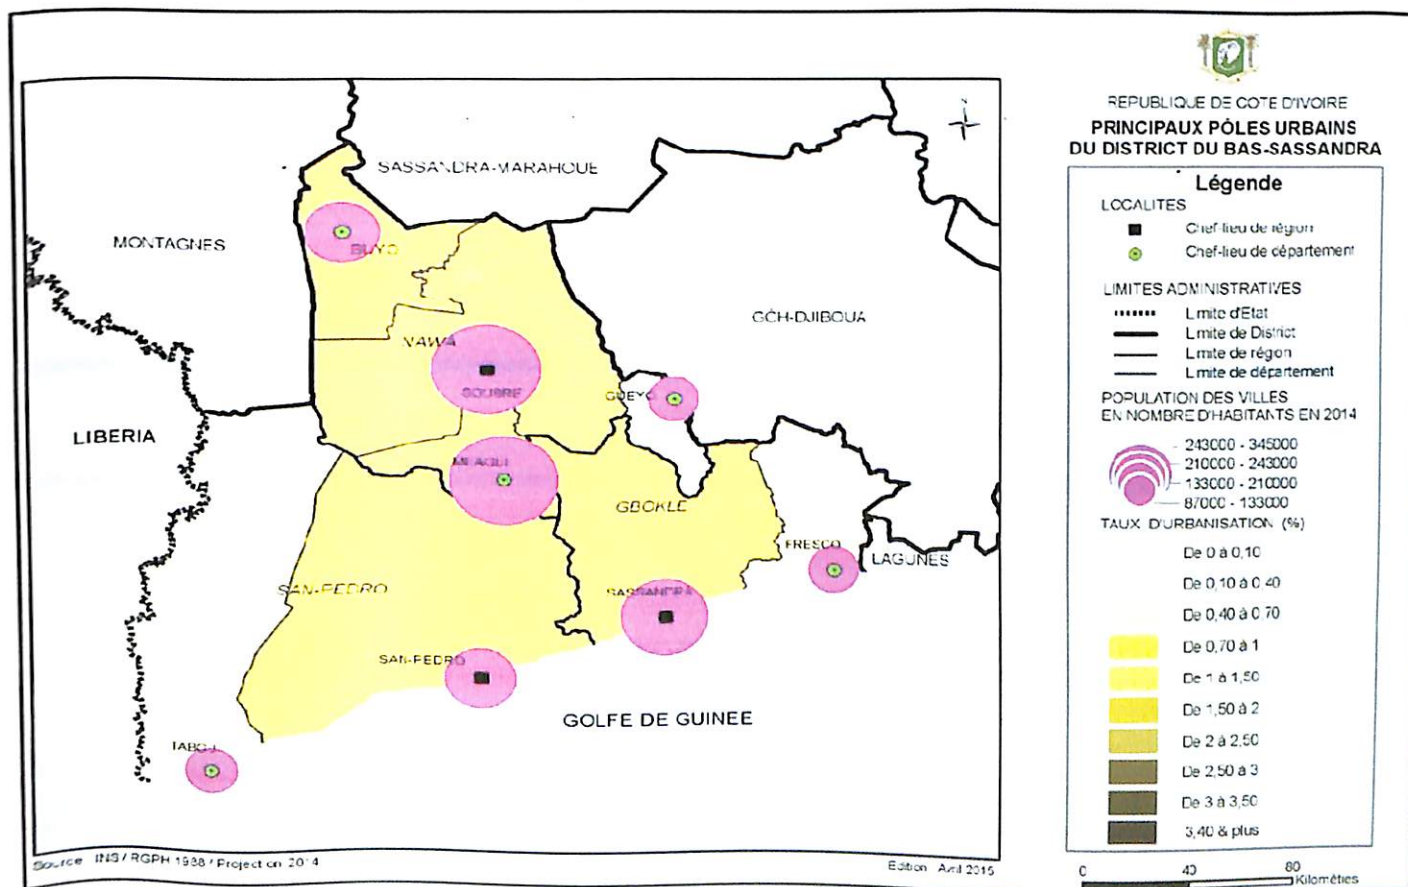 REPUBLIQUE DE COTE D'IVOIRE
PRINCIPAUX PÔLES URBAINS
DU DISTRICT DU BAS-SASSANDRA
Légende
LOCALITES
Chef-lieu de région
Chef-lieu de département
LIMITES ADMINISTRATIVES
Limite d'Etat
Limite de District
Limite de régon
Limite de département
POPULATION DES VILLES
EN NOMBRE D'HABITANTS EN 2014
243000 - 345000
210000 - 243000
133000 - 210000
87000 - 133000
TAUX D'URBANISATION (%)
De 0 à 0,10
De 0,10 à 0,40
De 0,40 à 0,70
De 0,70 à 1
De 1 à 1,50
De 1,50 à 2
De 2 à 2,50
De 2,50 à 3
De 3 à 3,50
3,40 & plus
0 40 80
Kilomètres
N
SASSANDRA-MARAHOUE
MONTAGNES
BUYO
GÔH-DJIBOUA
NAWA
SOUBRE
GUEYO
LIBERIA
MEAGUI
GBOKLE
FRESCO
LAGUNES
SAN-PEDRO
SASSANDRA
SAN-PEDRO
GOLFE DE GUINEE
TABOU
Source INS / RGPH 1988 / Projection 2014
Edition Avril 2015